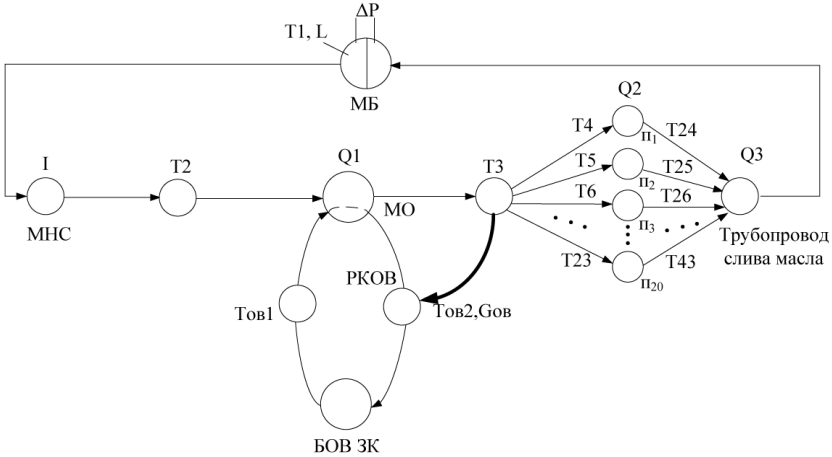 ΔP
T1, L
МБ
Q2
T4
п1
T24
I
T2
Q1
T3
T5
п2
T25
Q3
T6
п3
T26
МО
МНС
Трубопровод
слива масла
T23
п20
T43
РКОВ
Тов1
Тов2,Gов
БОВ ЗК